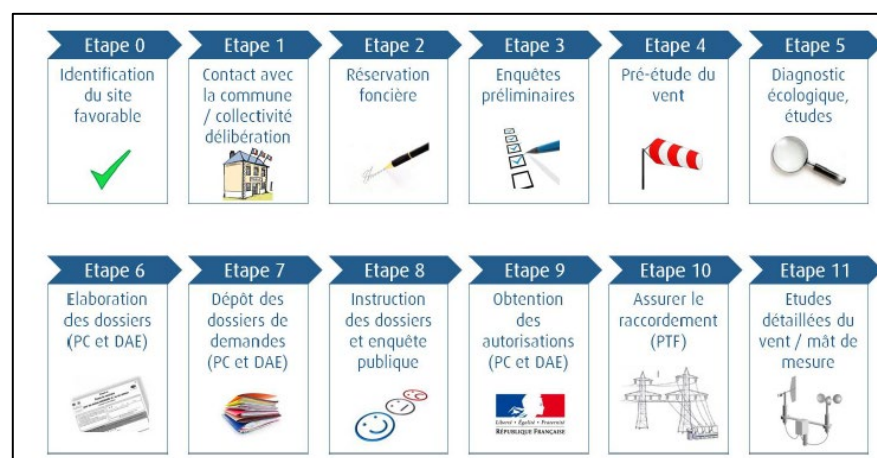 Etape 0
Identification
du site
favorable
Etape 1
Contact avec
la commune
/ collectivité
délibération
Etape 2
Réservation
foncière
Etape 3
Enquêtes
préliminaires
Etape 4
Pré-étude du
vent
Etape 5
Diagnostic
écologique,
études
Etape 6
Elaboration
des dossiers
(PC et DAE)
Etape 7
Dépôt des
dossiers de
demandes
(PC et DAE)
Etape 8
Instruction
des dossiers
et enquête
publique
Etape 9
Obtention
des
autorisations
(PC et DAE)
Liberté • Égalité • Fraternité
RÉPUBLIQUE FRANÇAISE
Etape 10
Assurer le
raccordement
(PTF)
Etape 11
Etudes
détaillées du
vent / mât de
mesure